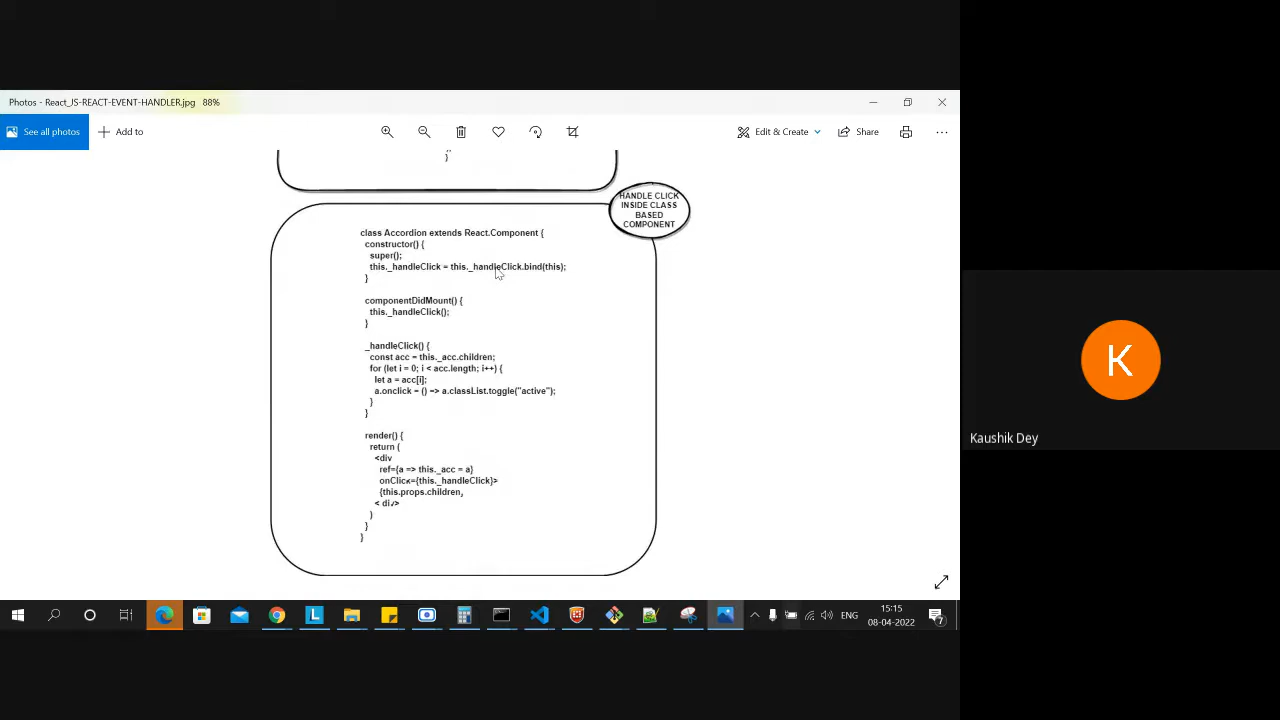 Photos - React_JS-REACT-EVENT-HANDLER.jpg 88%
See all photos
Add to
Edit & Create
Share
}
HANDLE CLICK
INSIDE CLASS
BASED
COMPONENT
class Accordion extends React.Component {
constructor() {
super();
this._handleClick = this._handleClick.bind(this);
}
componentDidMount() {
this._handleClick();
}
_handleClick() {
const acc = this._acc.children;
for (let i = 0; i < acc.length; i++) {
let a = acc[i];
a.onclick = () => a.classList.toggle("active");
}
}
render() {
return (
<div
ref={a => this._acc = a}
onClick={this._handleClick}>
{this.props.children,
< div>
)
}
}
K
Kaushik Dey
L
ENG
15:15
08-04-2022
7